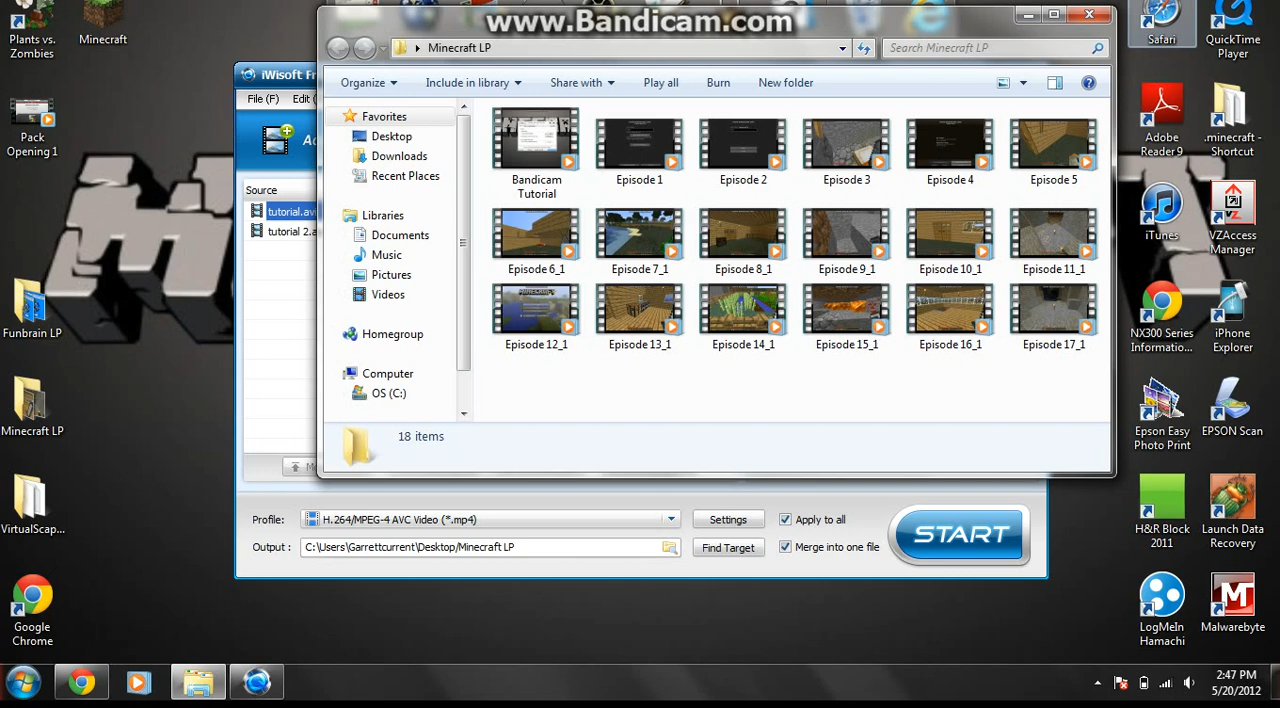 www.Bandicam.com
Plants vs. Zombies
Minecraft
Pack Opening 1
Funbrain LP
Minecraft LP
VirtualScap...
Google Chrome
iWisoft Fr
File (F) Edit (
Ad
Source
tutorial.avi
tutorial 2.a
Minecraft LP
Search Minecraft LP
Organize
Include in library
Share with
Play all
Burn
New folder
Favorites
Desktop
Downloads
Recent Places
Libraries
Documents
Music
Pictures
Videos
Homegroup
Computer
OS (C:)
Bandicam Tutorial
Episode 1
Episode 2
Episode 3
Episode 4
Episode 5
Episode 6_1
Episode 7_1
Episode 8_1
Episode 9_1
Episode 10_1
Episode 11_1
Episode 12_1
Episode 13_1
Episode 14_1
Episode 15_1
Episode 16_1
Episode 17_1
18 items
Profile: H.264/MPEG-4 AVC Video (*.mp4)
Settings
Apply to all
Output : C:\Users\Garrettcurrent\Desktop\Minecraft LP
Find Target
Merge into one file
START
Safari
QuickTime Player
Adobe Reader 9
.minecraft - Shortcut
iTunes
VZAccess Manager
NX300 Series Informatio...
iPhone Explorer
Epson Easy Photo Print
EPSON Scan
H&R Block 2011
Launch Data Recovery
LogMeIn Hamachi
Malwarebyte
2:47 PM
5/20/2012